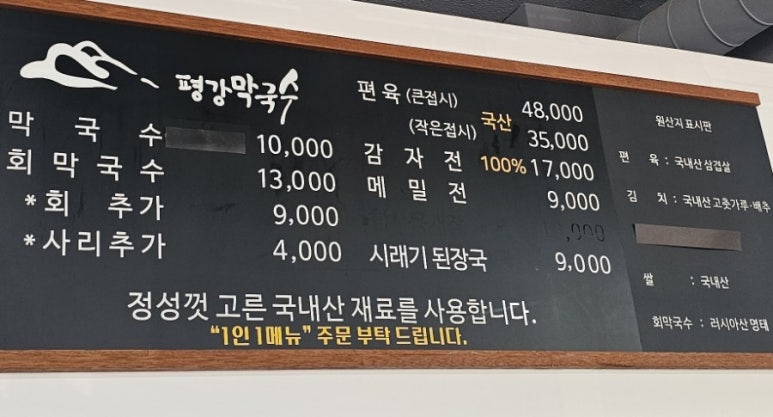 평강막국수
막국수 10,000
회막국수 13,000
*회 추가 9,000
*사리추가 4,000
편육 (큰접시) 48,000
(작은접시) 국산 35,000
감자전 100% 17,000
메밀전 9,000
시래기 된장국 9,000
정성껏 고른 국내산 재료를 사용합니다.
“1인 1메뉴” 주문 부탁 드립니다.
원산지 표시판
편육 : 국내산 삼겹살
김치 : 국내산 고춧가루·배추
쌀 : 국내산
회막국수 : 러시아산 명태